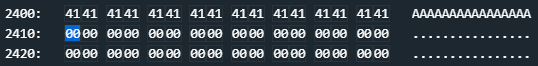 2400: 4141 4141 4141 4141 4141 4141 4141 4141 AAAAAAAAAAAAAAAA
2410: 0000 0000 0000 0000 0000 0000 0000 0000 ................
2420: 0000 0000 0000 0000 0000 0000 0000 0000 ................